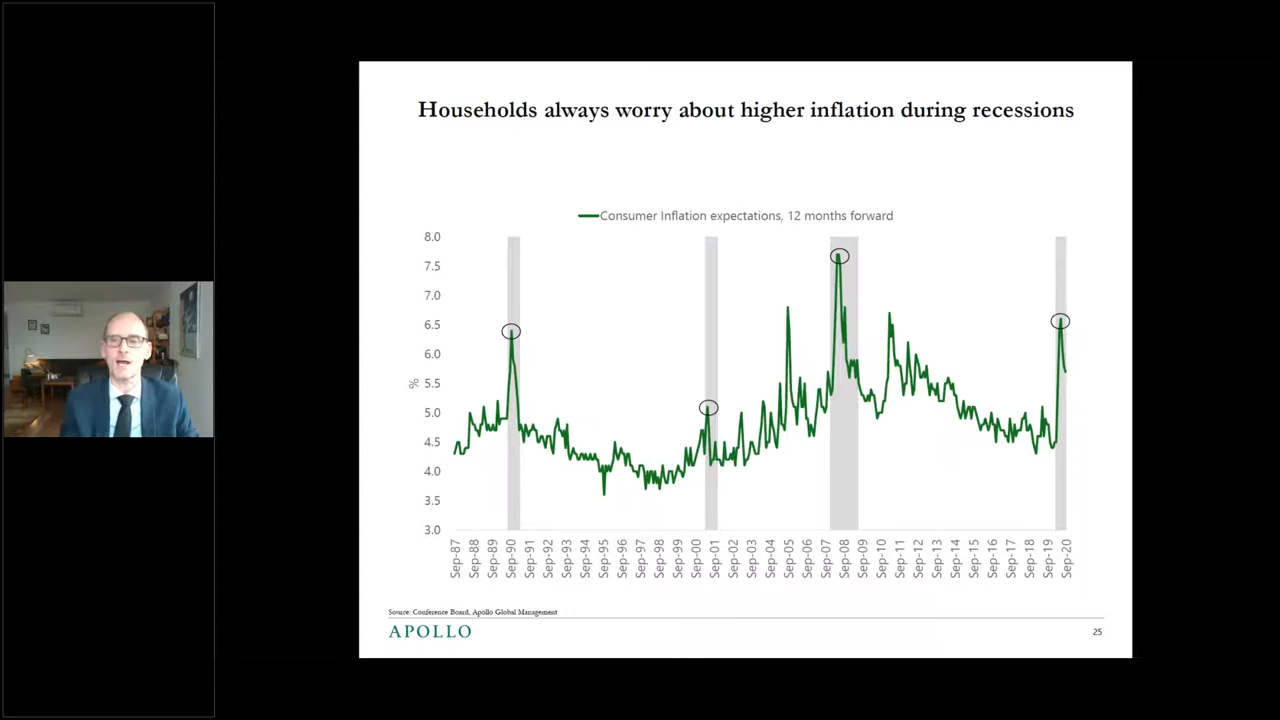 Households always worry about higher inflation during recessions
Consumer Inflation expectations, 12 months forward
8.0
7.5
7.0
6.5
6.0
5.5
5.0
4.5
4.0
3.5
3.0
%
Sep-87
Sep-88
Sep-89
Sep-90
Sep-91
Sep-92
Sep-93
Sep-94
Sep-95
Sep-96
Sep-97
Sep-98
Sep-99
Sep-00
Sep-01
Sep-02
Sep-03
Sep-04
Sep-05
Sep-06
Sep-07
Sep-08
Sep-09
Sep-10
Sep-11
Sep-12
Sep-13
Sep-14
Sep-15
Sep-16
Sep-17
Sep-18
Sep-19
Sep-20
Source: Conference Board, Apollo Global Management
APOLLO
25